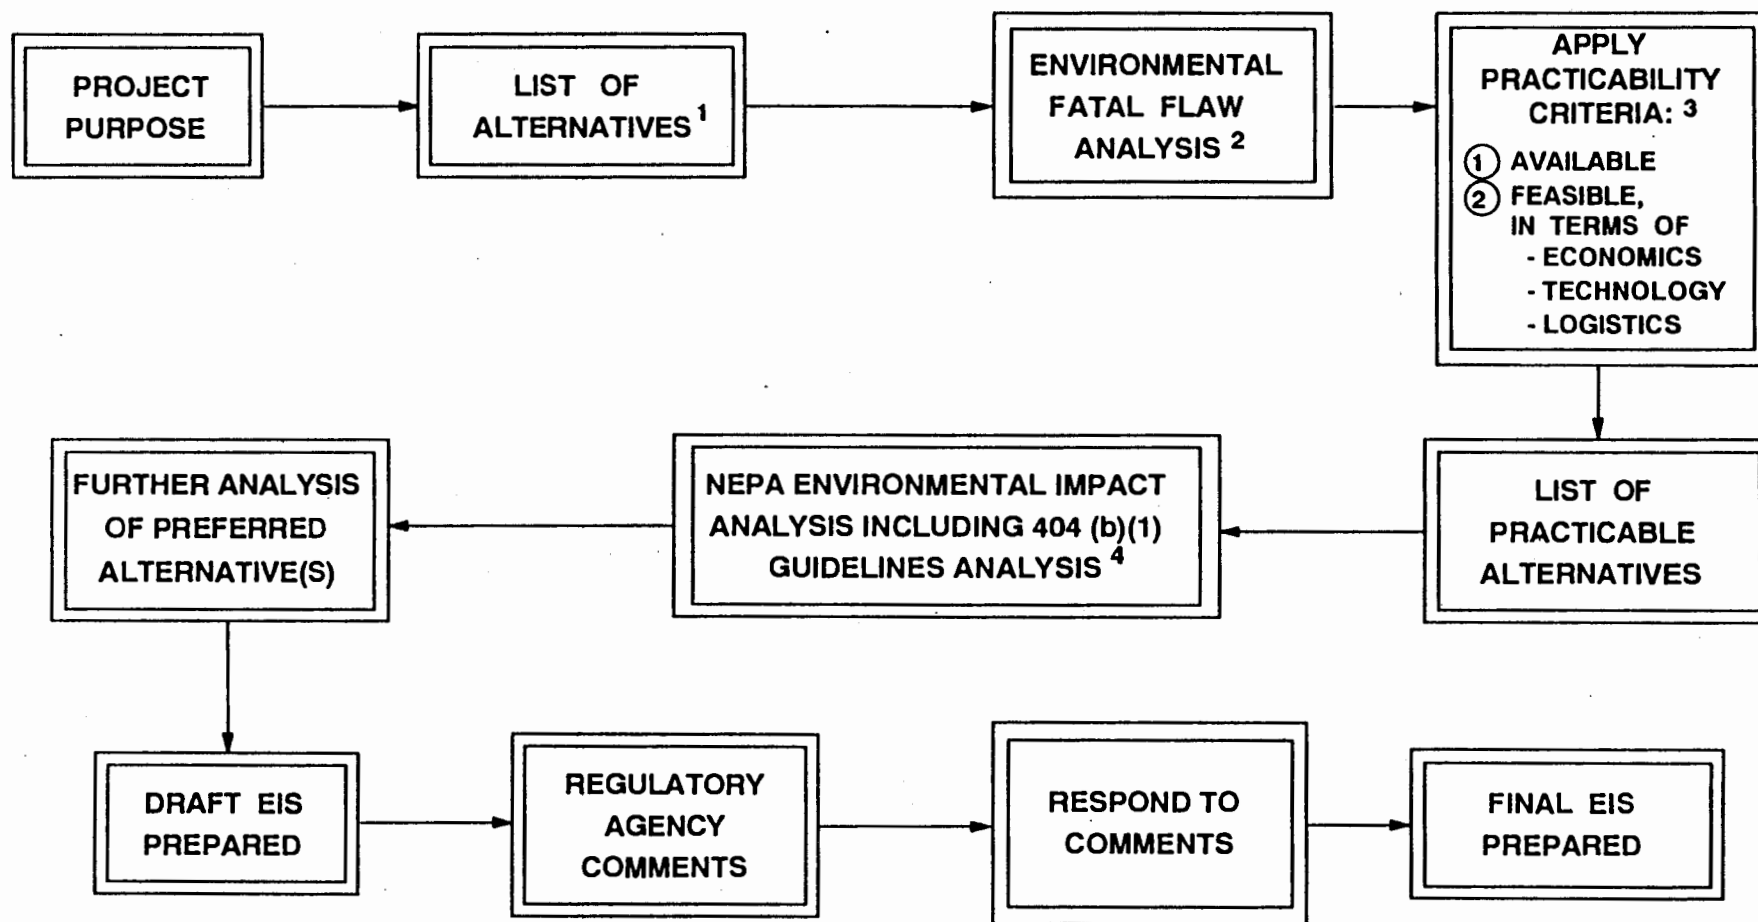 PROJECT
PURPOSE
LIST OF
ALTERNATIVES 1
ENVIRONMENTAL
FATAL FLAW
ANALYSIS 2
APPLY
PRACTICABILITY
CRITERIA: 3
1 AVAILABLE
2 FEASIBLE,
IN TERMS OF
- ECONOMICS
- TECHNOLOGY
- LOGISTICS
LIST OF
PRACTICABLE
ALTERNATIVES
NEPA ENVIRONMENTAL IMPACT
ANALYSIS INCLUDING 404 (b)(1)
GUIDELINES ANALYSIS 4
FURTHER ANALYSIS
OF PREFERRED
ALTERNATIVE(S)
DRAFT EIS
PREPARED
REGULATORY
AGENCY
COMMENTS
RESPOND TO
COMMENTS
FINAL EIS
PREPARED